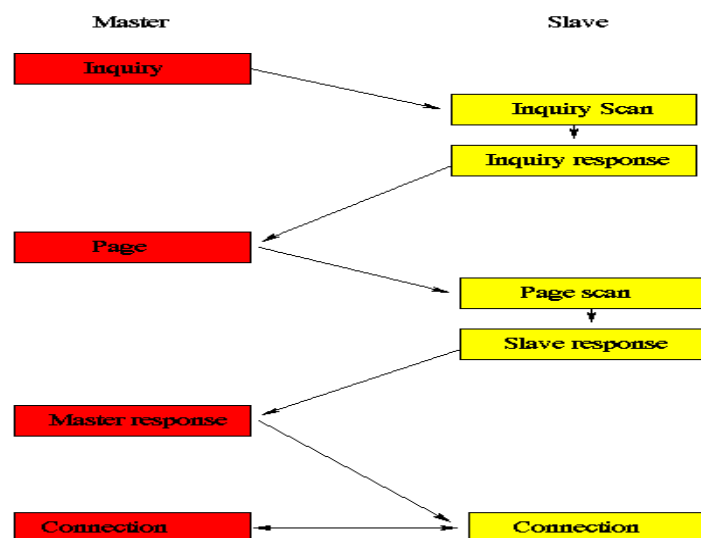 Master
Slave
Inquiry
Inquiry Scan
Inquiry response
Page
Page scan
Slave response
Master response
Connection
Connection